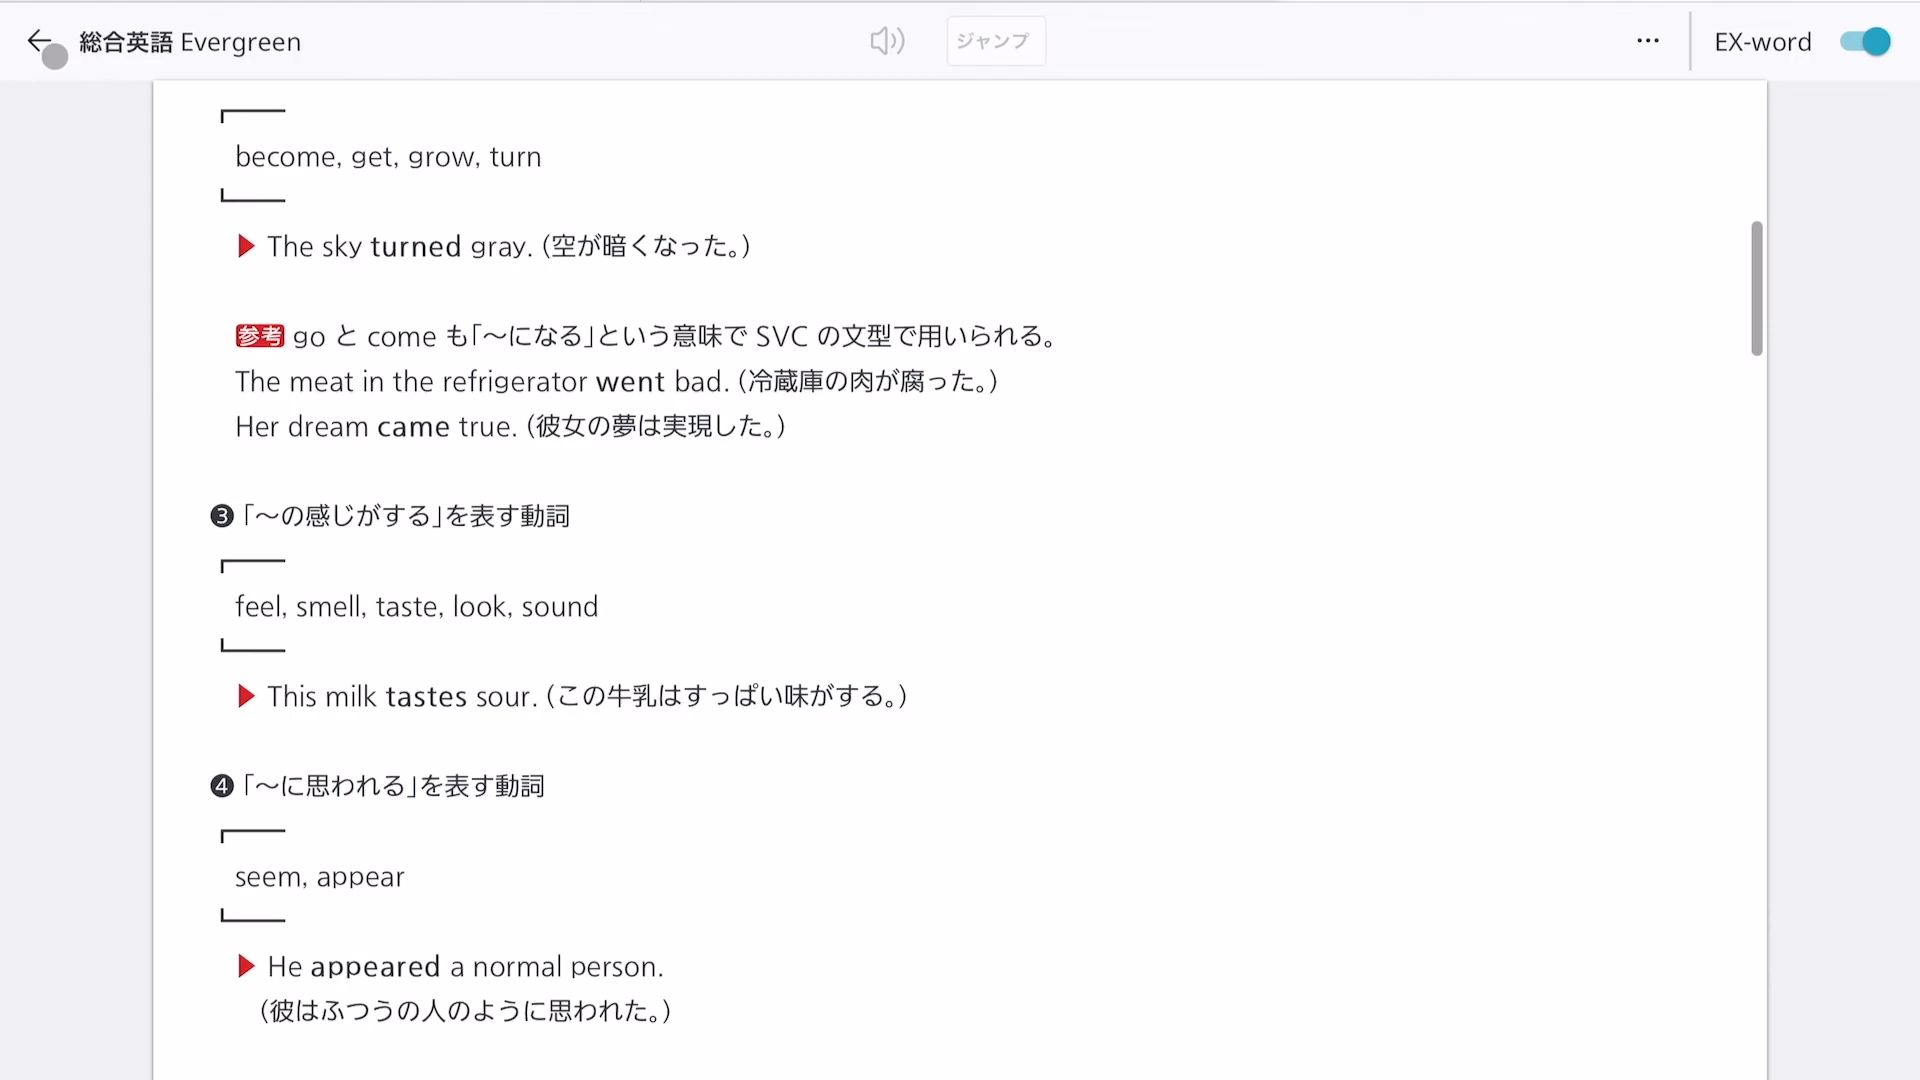 総合英語 Evergreen
ジャンプ
EX-word
become, get, grow, turn
▶ The sky turned gray.（空が暗くなった。）
参考 go と come も「～になる」という意味で SVC の文型で用いられる。
The meat in the refrigerator went bad.（冷蔵庫の肉が腐った。）
Her dream came true.（彼女の夢は実現した。）
❸「～の感じがする」を表す動詞
feel, smell, taste, look, sound
▶ This milk tastes sour.（この牛乳はすっぱい味がする。）
❹「～に思われる」を表す動詞
seem, appear
▶ He appeared a normal person.
（彼はふつうの人のように思われた。）